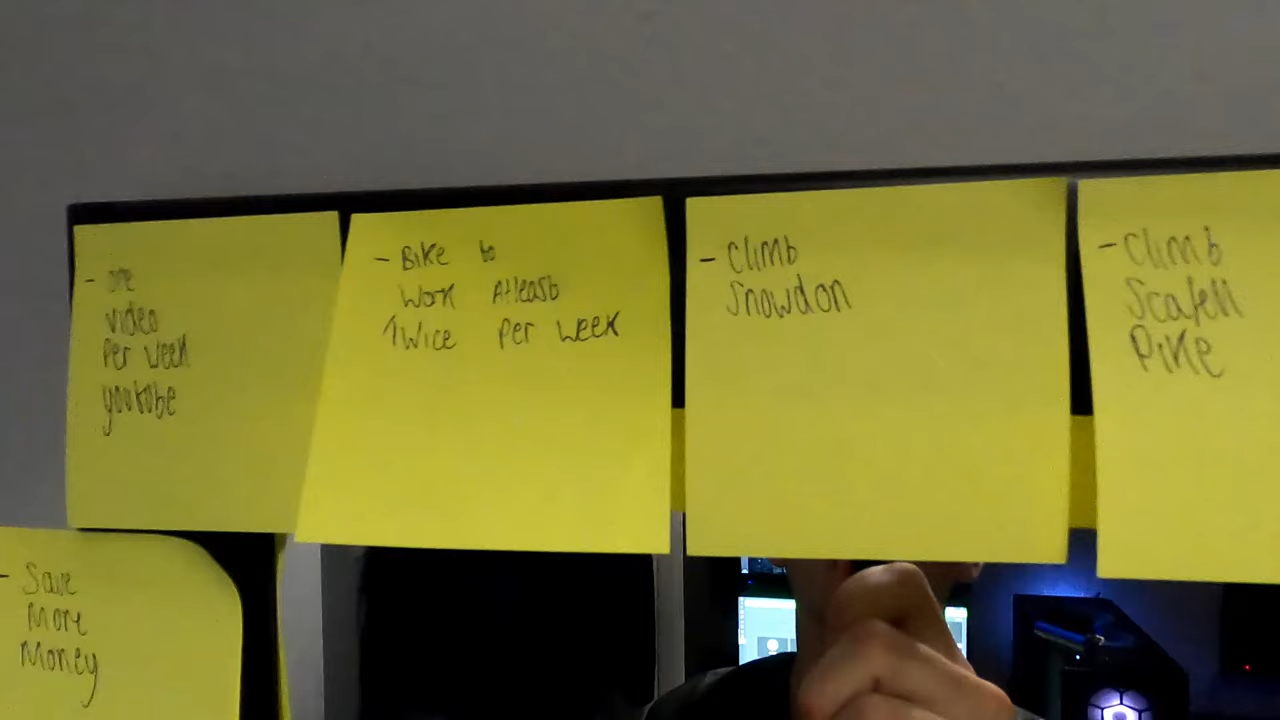 - one
video
Per week
youtube
- Bike to
Work Atleast
Twice Per week
- Climb
Snowdon
- Climb
Scafell
Pike
- Save
More
Money